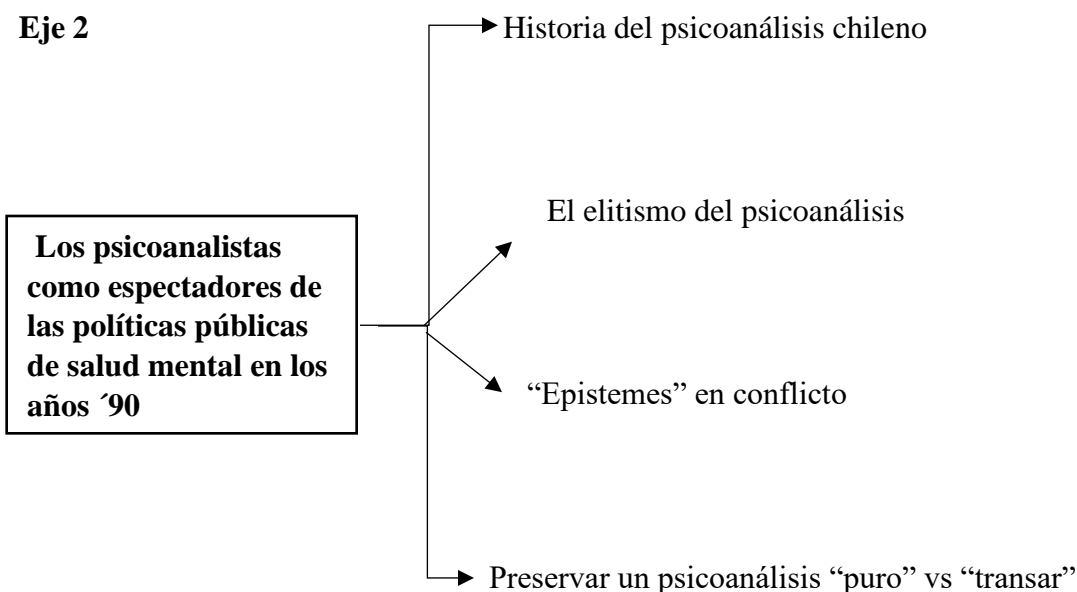 Eje 2
Historia del psicoanálisis chileno
El elitismo del psicoanálisis
Los psicoanalistas
como espectadores de
las políticas públicas
de salud mental en los
años ´90
“Epistemes” en conflicto
Preservar un psicoanálisis “puro” vs “transar”